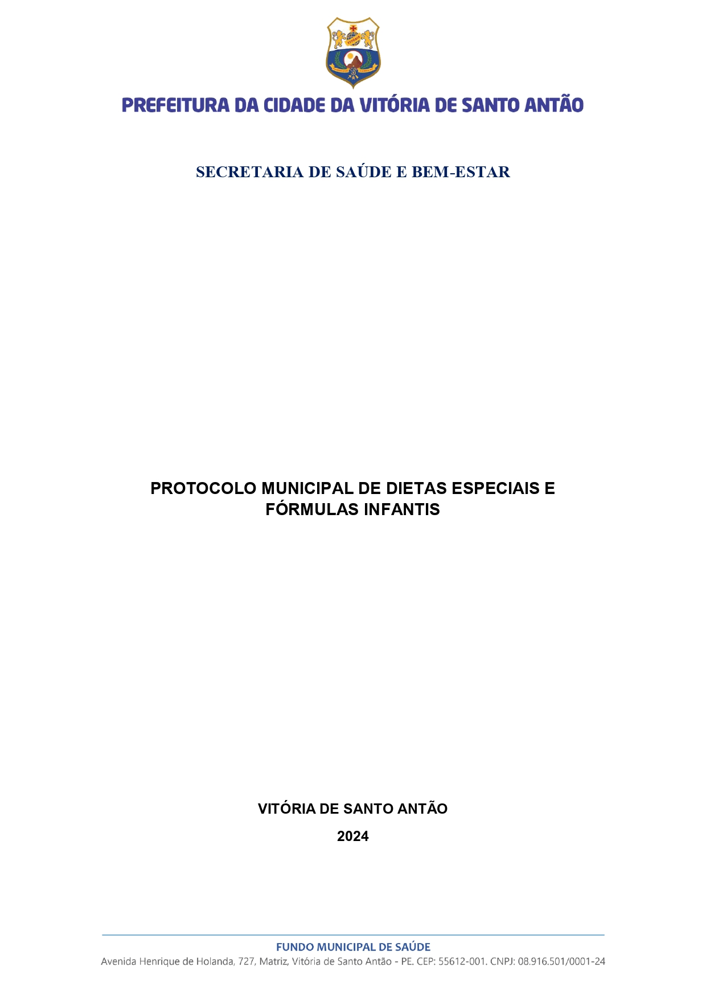 VITÓRIA
PREFEITURA DA CIDADE DA VITÓRIA DE SANTO ANTÃO
SECRETARIA DE SAÚDE E BEM-ESTAR
PROTOCOLO MUNICIPAL DE DIETAS ESPECIAIS E
FÓRMULAS INFANTIS
VITÓRIA DE SANTO ANTÃO
2024
FUNDO MUNICIPAL DE SAÚDE
Avenida Henrique de Holanda, 727, Matriz, Vitória de Santo Antão - PE. CEP: 55612-001. CNPJ: 08.916.501/0001-24